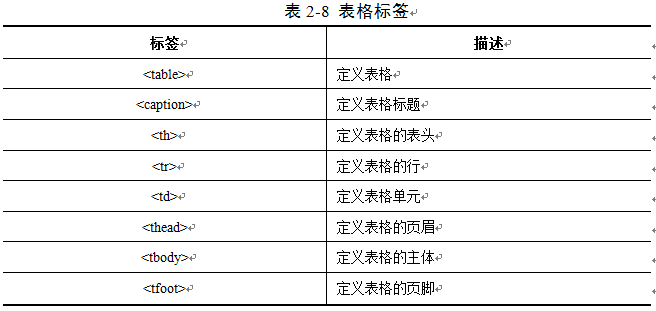 表 2-8 表格标签
标签 描述
<table> 定义表格
<caption> 定义表格标题
<th> 定义表格的表头
<tr> 定义表格的行
<td> 定义表格单元
<thead> 定义表格的页眉
<tbody> 定义表格的主体
<tfoot> 定义表格的页脚